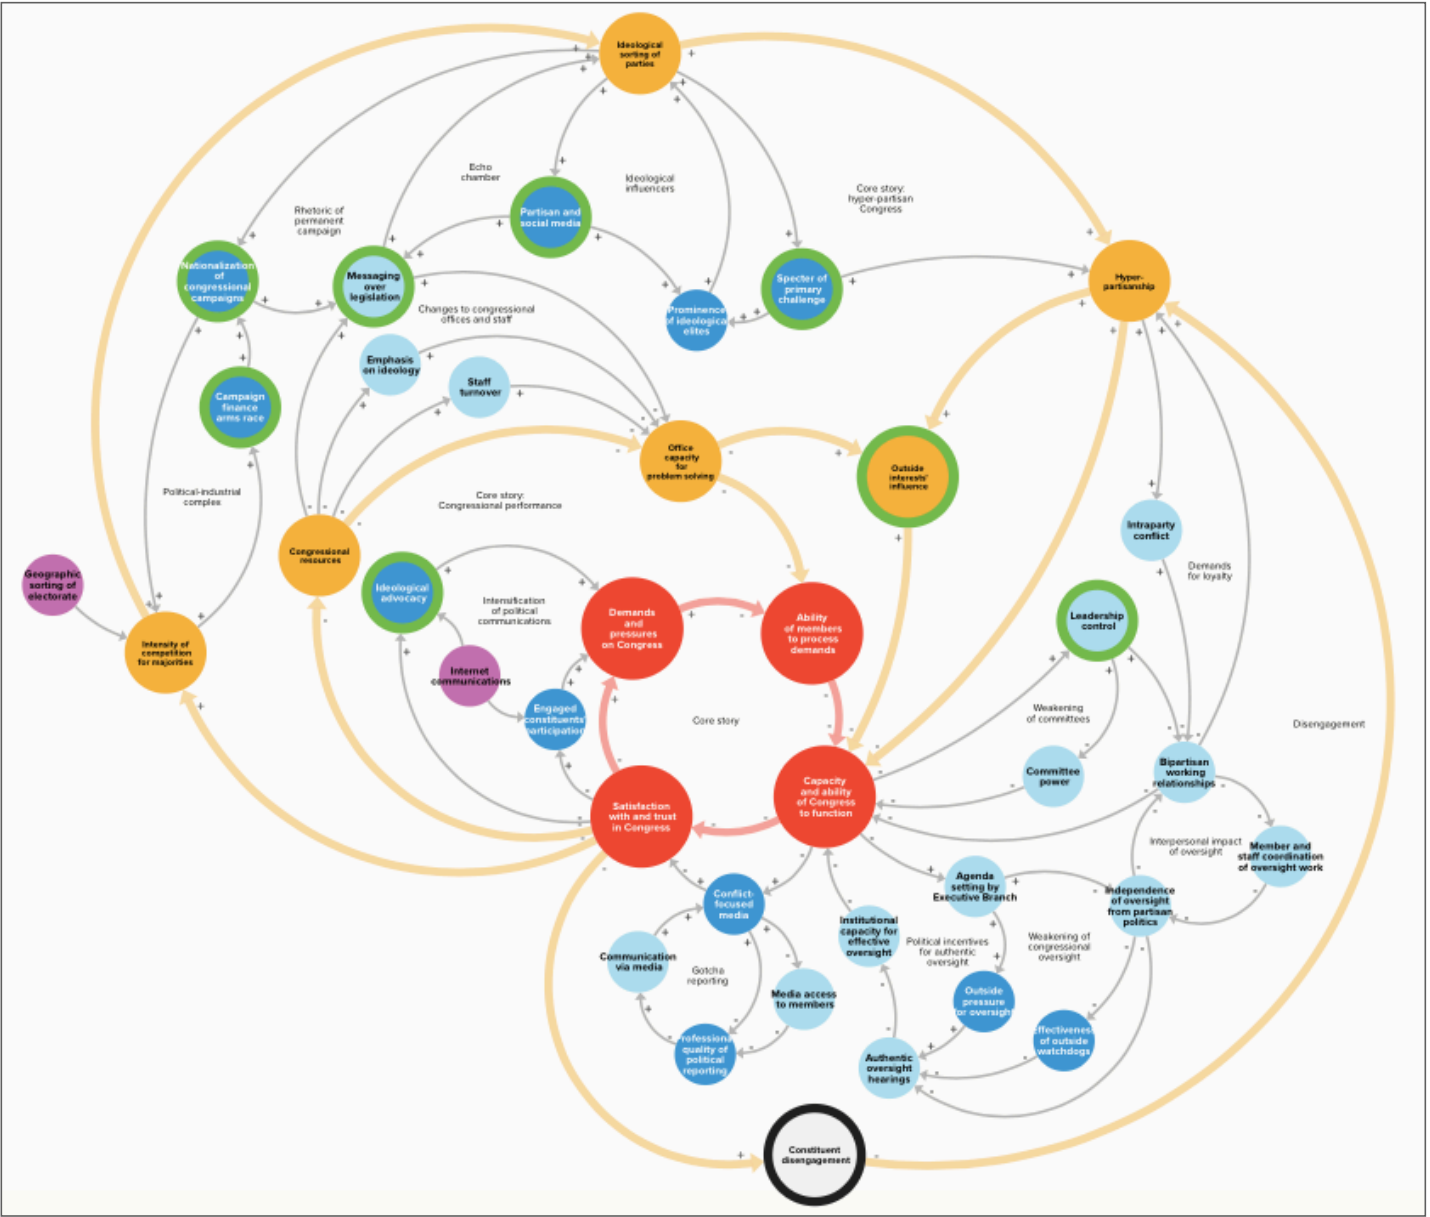 Ideological
sorting of
parties
Echo
chamber
Ideological
influencers
Core story:
hyper-partisan
Congress
Rhetoric of
permanent
campaign
Partisan and
social media
Nationalization
of
congressional
campaigns
Messaging
over
legislation
Specter of
primary
challenge
Hyper-
partisanship
Changes to congressional
offices and staff
Prominence
of ideological
elites
Emphasis
on ideology
Staff
turnover
Campaign
finance
arms race
Office
capacity
for
problem solving
Outside
interests'
influence
Political-industrial
complex
Core story:
Congressional performance
Congressional
resources
Intraparty
conflict
Demands
for loyalty
Geographic
sorting of
electorate
Ideological
advocacy
Intensification
of political
communications
Demands
and
pressures
on Congress
Ability
of members
to process
demands
Leadership
control
Intensity of
competition
for majorities
Internet
communications
Engaged
constituents'
participation
Core story
Weakening
of committees
Disengagement
Committee
power
Bipartisan
working
relationships
Satisfaction
with and trust
in Congress
Capacity
and ability
of Congress
to function
Interpersonal impact
of oversight
Member and
staff coordination
of oversight work
Conflict-
focused
media
Agenda
setting by
Executive Branch
Independence
of oversight
from partisan
politics
Institutional
capacity for
effective
oversight
Political incentives
for authentic
oversight
Weakening of
congressional
oversight
Communication
via media
Gotcha
reporting
Media access
to members
Outside
pressure
for oversight
Professional
quality of
political
reporting
Effectiveness
of outside
watchdogs
Authentic
oversight
hearings
Constituent
disengagement